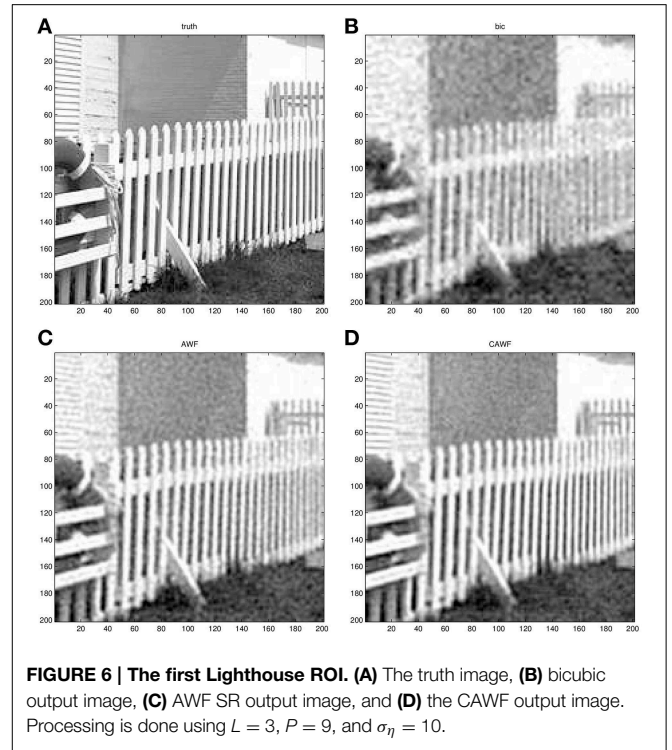 A
truth
B
bic
20
40
60
80
100
120
140
160
180
200
20 40 60 80 100 120 140 160 180 200
20
40
60
80
100
120
140
160
180
200
20 40 60 80 100 120 140 160 180 200
C
AWF
D
CAWF
20
40
60
80
100
120
140
160
180
200
20 40 60 80 100 120 140 160 180 200
20
40
60
80
100
120
140
160
180
200
20 40 60 80 100 120 140 160 180 200
FIGURE 6 | The first Lighthouse ROI. (A) The truth image, (B) bicubic
output image, (C) AWF SR output image, and (D) the CAWF output image.
Processing is done using L = 3, P = 9, and ση = 10.